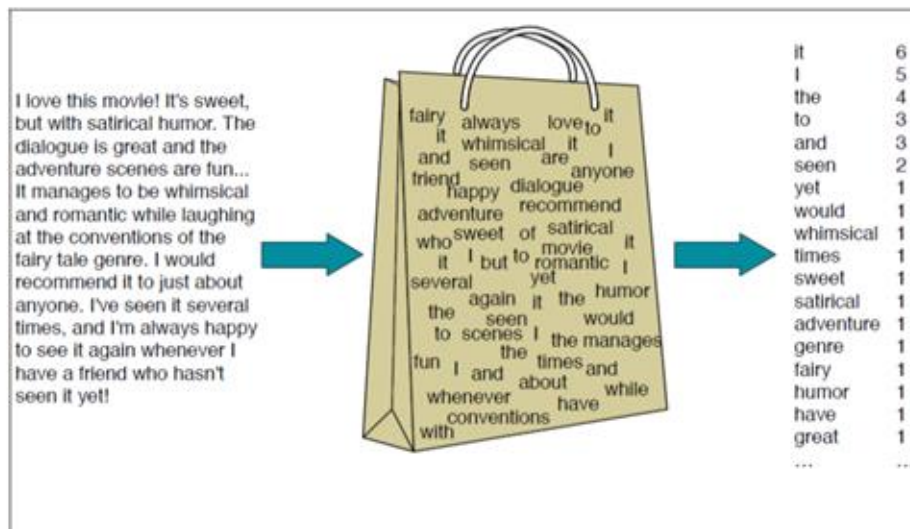 I love this movie! It's sweet,
but with satirical humor. The
dialogue is great and the
adventure scenes are fun...
It manages to be whimsical
and romantic while laughing
at the conventions of the
fairy tale genre. I would
recommend it to just about
anyone. I've seen it several
times, and I'm always happy
to see it again whenever I
have a friend who hasn't
seen it yet!
fairy always love to it
it whimsical it I
and seen are anyone
friend happy dialogue
adventure recommend
who sweet of satirical
it I but to movie it
romantic I
several yet
again it the humor
the seen would
to scenes I the manages
fun the times and
I and about while
whenever have
conventions
with
it 6
I 5
the 4
to 3
and 3
seen 2
yet 1
would 1
whimsical 1
times 1
sweet 1
satirical 1
adventure 1
genre 1
fairy 1
humor 1
have 1
great 1
... ...